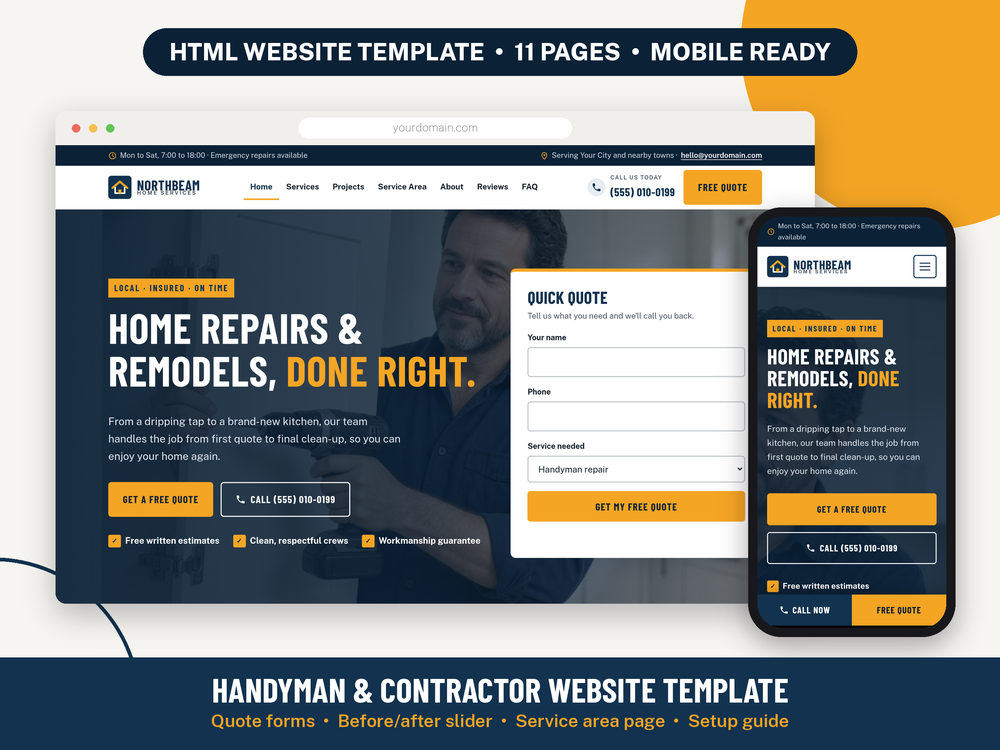 HTML WEBSITE TEMPLATE • 11 PAGES • MOBILE READY
yourdomain.com
Mon to Sat, 7:00 to 18:00 · Emergency repairs available
Serving Your City and nearby towns · hello@yourdomain.com
NORTHBEAM
HOME SERVICES
Home Services Projects Service Area About Reviews FAQ
CALL US TODAY
(555) 010-0199
FREE QUOTE
LOCAL · INSURED · ON TIME
HOME REPAIRS &
REMODELS, DONE RIGHT.
From a dripping tap to a brand-new kitchen, our team
handles the job from first quote to final clean-up, so you can
enjoy your home again.
GET A FREE QUOTE
CALL (555) 010-0199
✓ Free written estimates ✓ Clean, respectful crews ✓ Workmanship guarantee
QUICK QUOTE
Tell us what you need and we'll call you back.
Your name
Phone
Service needed
Handyman repair
GET MY FREE QUOTE
Mon to Sat, 7:00 to 18:00 · Emergency repairs
available
NORTHBEAM
HOME SERVICES
LOCAL · INSURED · ON TIME
HOME REPAIRS &
REMODELS, DONE
RIGHT.
From a dripping tap to a brand-new
kitchen, our team handles the job from
first quote to final clean-up, so you can
enjoy your home again.
GET A FREE QUOTE
CALL (555) 010-0199
✓ Free written estimates
CALL NOW
FREE QUOTE
HANDYMAN & CONTRACTOR WEBSITE TEMPLATE
Quote forms • Before/after slider • Service area page • Setup guide